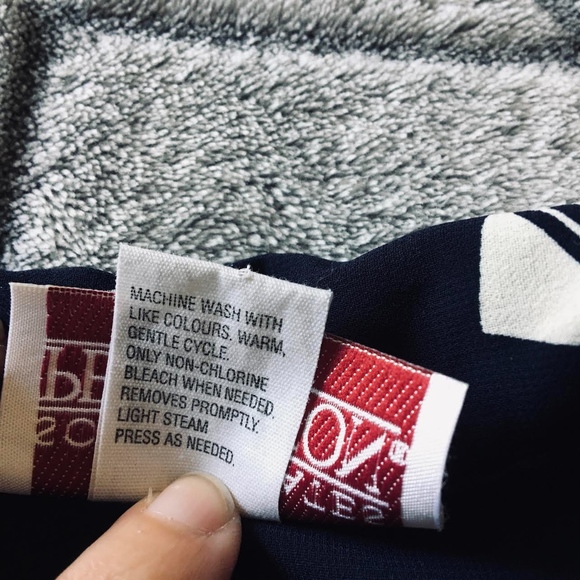 MACHINE WASH WITH
LIKE COLOURS. WARM,
GENTLE CYCLE.
ONLY NON-CHLORINE
BLEACH WHEN NEEDED.
REMOVES PROMPTLY.
LIGHT STEAM
PRESS AS NEEDED.